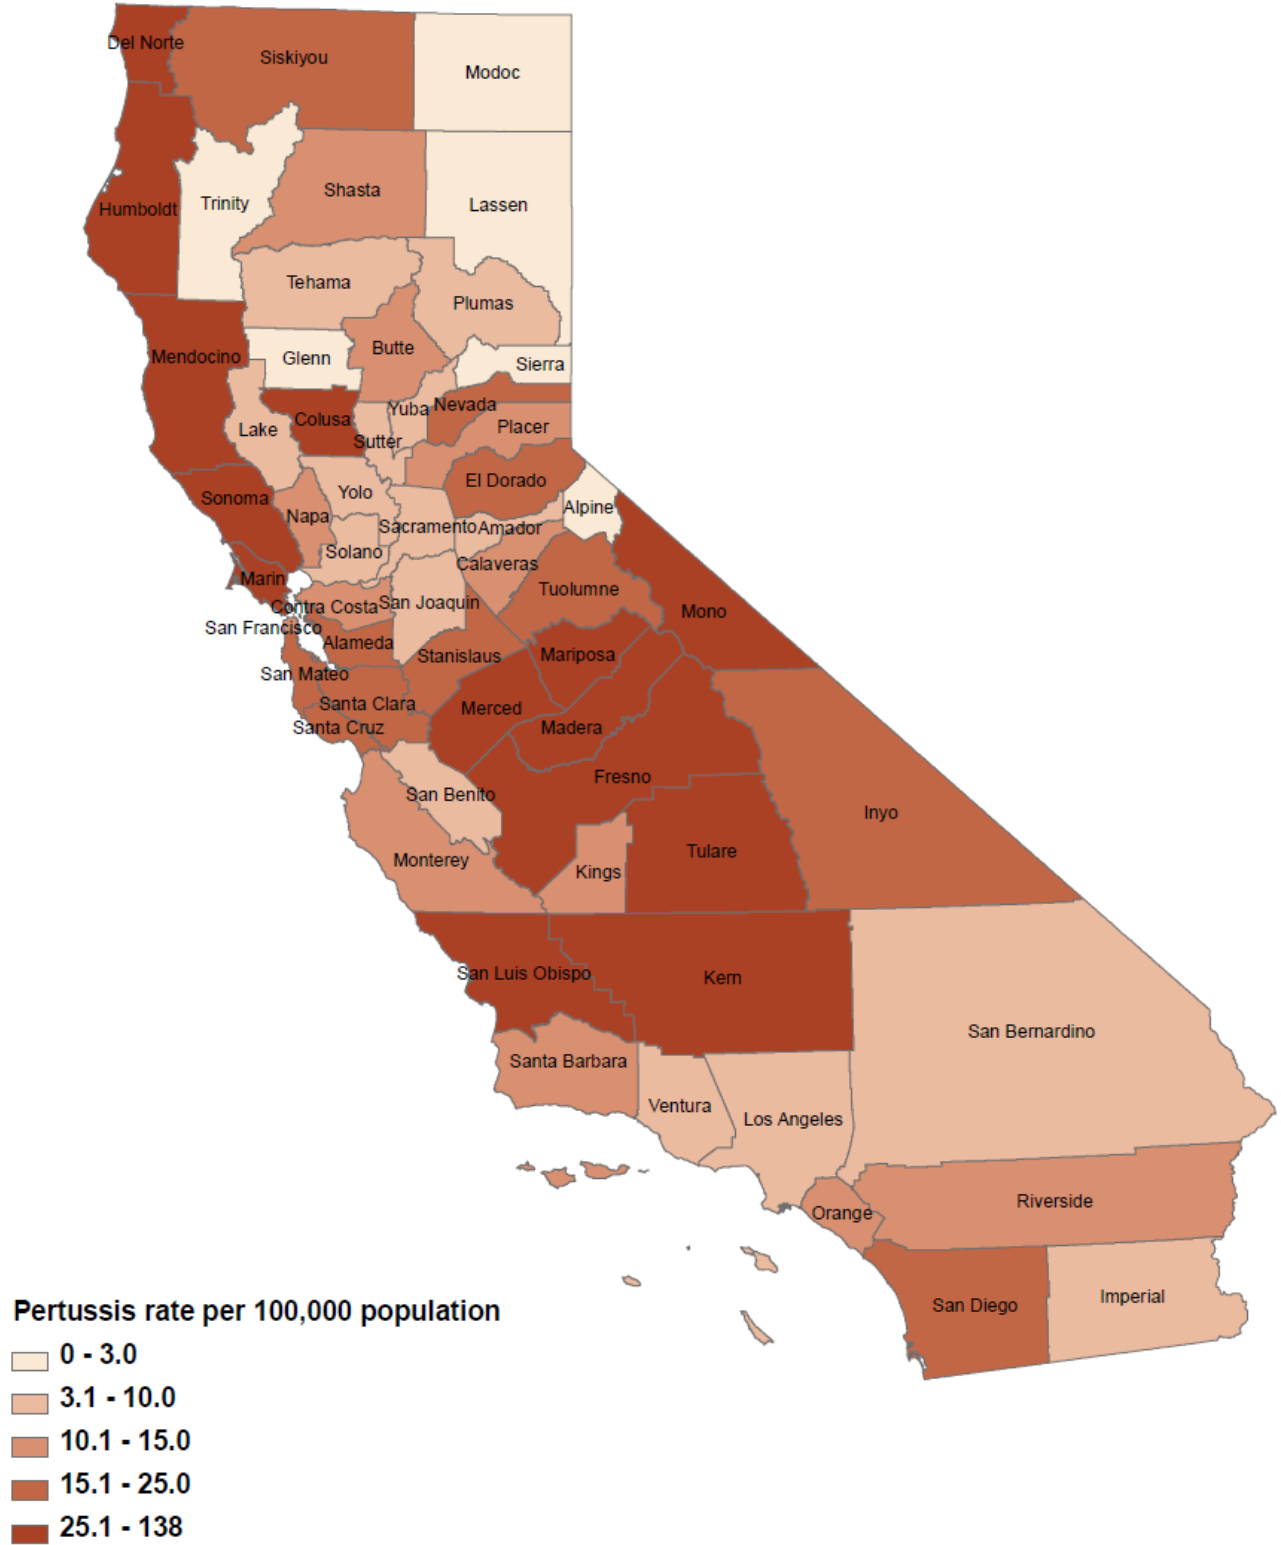 Del Norte
Siskiyou
Modoc
Humboldt
Trinity
Shasta
Lassen
Tehama
Plumas
Mendocino
Glenn
Butte
Sierra
Lake
Colusa
Sutter
Yuba
Nevada
Placer
Sonoma
Napa
Yolo
El Dorado
Alpine
Sacramento
Amador
Solano
Marin
Calaveras
Contra Costa
San Joaquin
Tuolumne
Mono
San Francisco
Alameda
Stanislaus
Mariposa
San Mateo
Santa Clara
Merced
Santa Cruz
Madera
Fresno
San Benito
Inyo
Monterey
Kings
Tulare
San Luis Obispo
Kern
San Bernardino
Santa Barbara
Ventura
Los Angeles
Orange
Riverside
San Diego
Imperial
Pertussis rate per 100,000 population
0 - 3.0
3.1 - 10.0
10.1 - 15.0
15.1 - 25.0
25.1 - 138